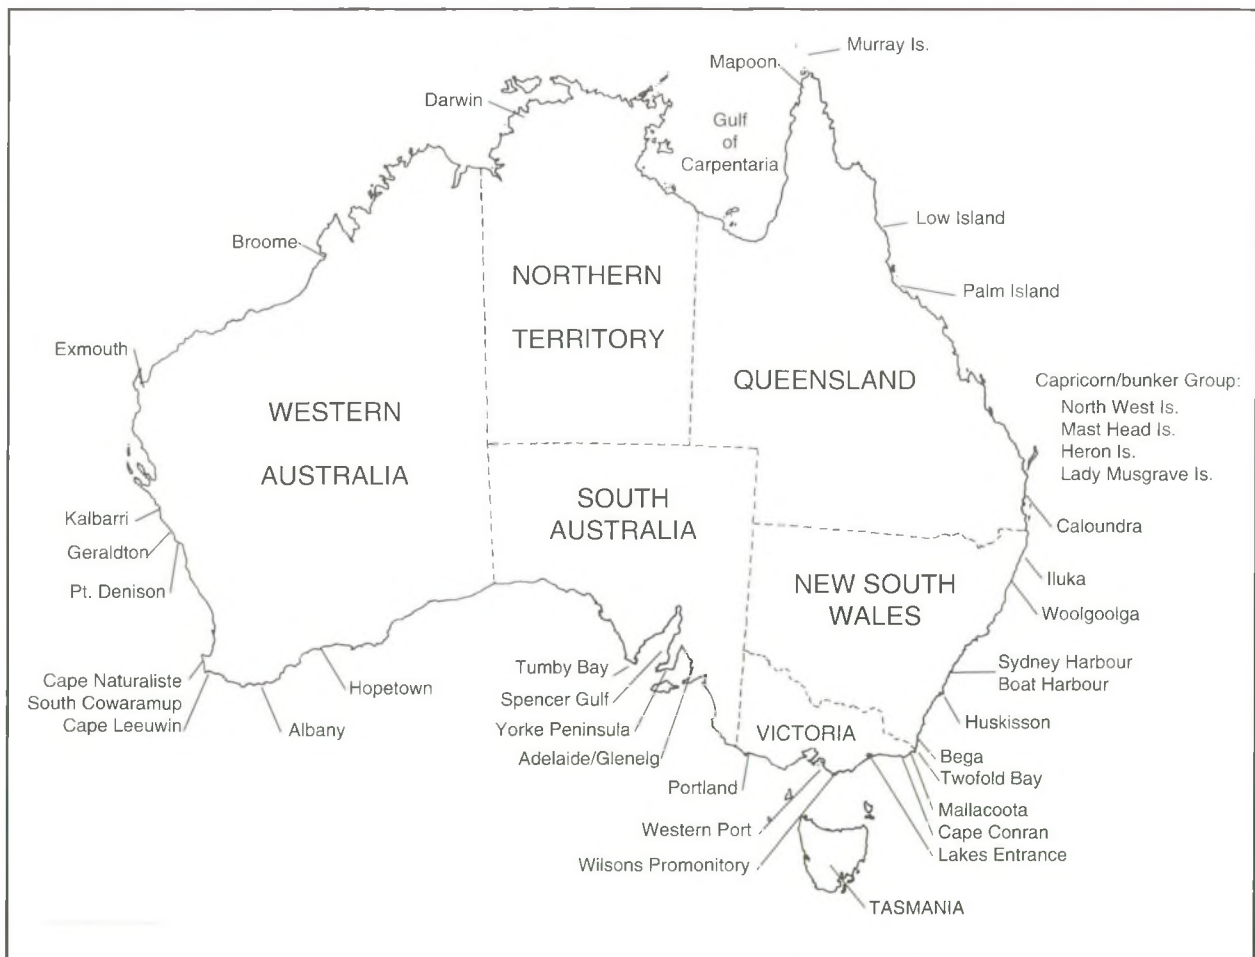 Murray Is.
Mapoon
Darwin
Gulf
of
Carpentaria
Low Island
Broome
NORTHERN
TERRITORY
Palm Island
Exmouth
QUEENSLAND
Capricorn/bunker Group:
North West Is.
Mast Head Is.
Heron Is.
Lady Musgrave Is.
WESTERN
AUSTRALIA
SOUTH
AUSTRALIA
Kalbarri
Caloundra
Geraldton
Pt. Denison
NEW SOUTH
WALES
Iluka
Woolgoolga
Sydney Harbour
Boat Harbour
Cape Naturaliste
South Cowaramup
Cape Leeuwin
Hopetown
Albany
Tumby Bay
Spencer Gulf
Yorke Peninsula
Adelaide/Glenelg
Huskisson
VICTORIA
Bega
Twofold Bay
Portland
Mallacoota
Cape Conran
Lakes Entrance
Western Port
Wilsons Promonitory
TASMANIA